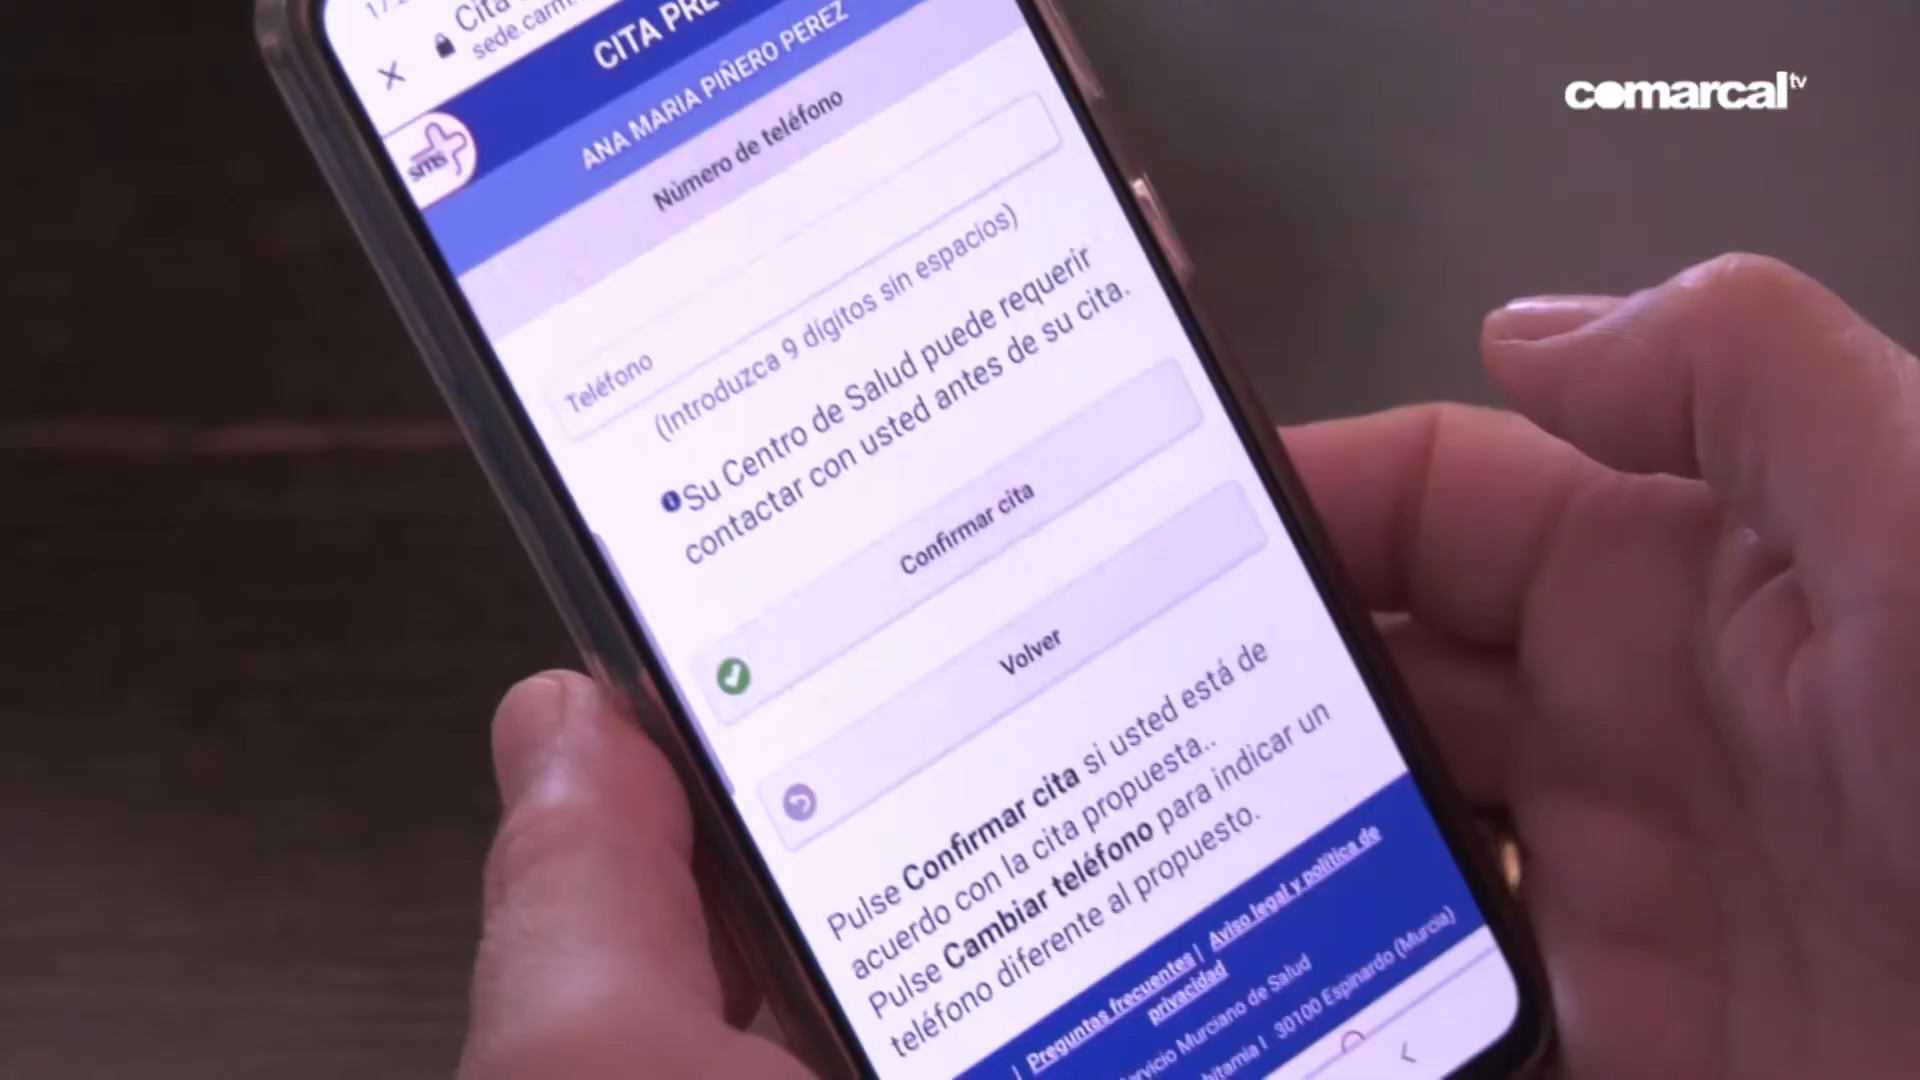 Cita
sede.carm.
CITA PRE
sms
ANA MARIA PIÑERO PEREZ
Número de teléfono
Teléfono
(Introduzca 9 dígitos sin espacios)
Su Centro de Salud puede requerir
contactar con usted antes de su cita.
Confirmar cita
Volver
Pulse Confirmar cita si usted está de
acuerdo con la cita propuesta..
Pulse Cambiar teléfono para indicar un
teléfono diferente al propuesto.
| Preguntas frecuentes | Aviso legal y política de
privacidad
Murciano de Salud
30100 Espinardo (Murcia)
comarcal tv